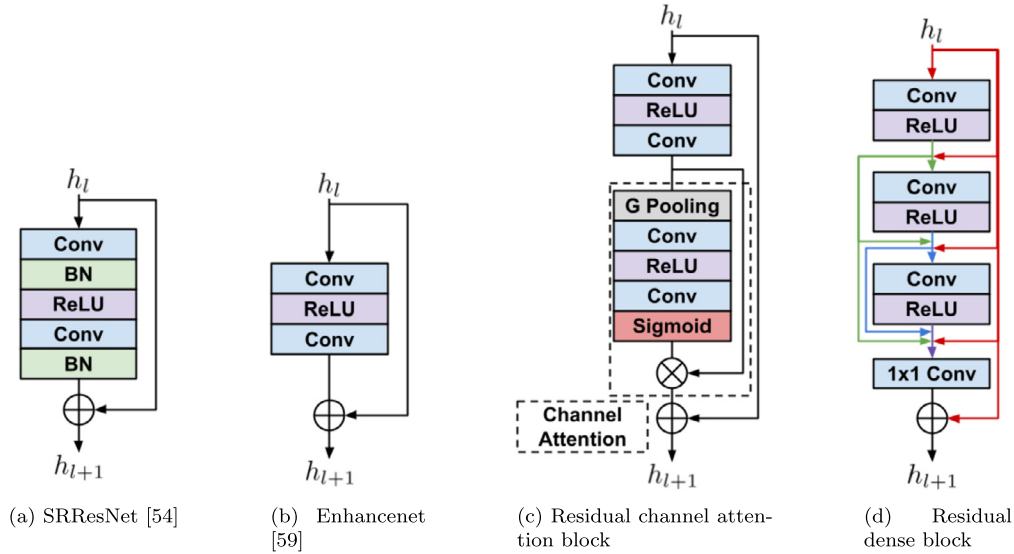 h_l
Conv
BN
ReLU
Conv
BN
h_{l+1}
(a) SRResNet [54]
h_l
Conv
ReLU
Conv
h_{l+1}
(b) Enhancenet
[59]
h_l
Conv
ReLU
Conv
G Pooling
Conv
ReLU
Conv
Sigmoid
Channel
Attention
h_{l+1}
(c) Residual channel atten-
tion block
h_l
Conv
ReLU
Conv
ReLU
Conv
ReLU
1x1 Conv
h_{l+1}
(d) Residual
dense block